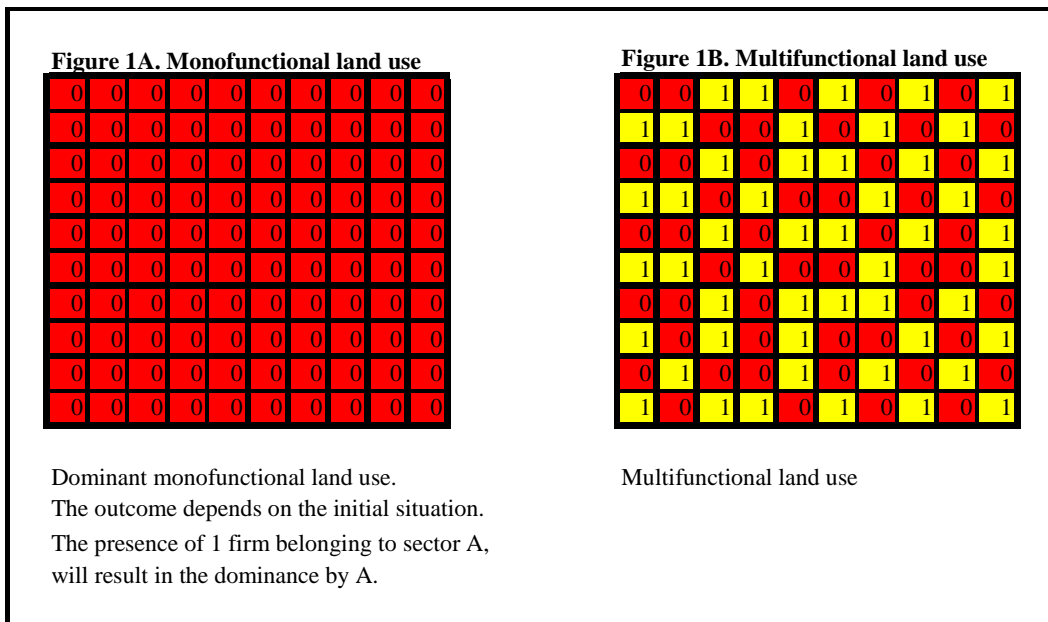 Figure 1A. Monofunctional land use
0 0 0 0 0 0 0 0 0 0
0 0 0 0 0 0 0 0 0 0
0 0 0 0 0 0 0 0 0 0
0 0 0 0 0 0 0 0 0 0
0 0 0 0 0 0 0 0 0 0
0 0 0 0 0 0 0 0 0 0
0 0 0 0 0 0 0 0 0 0
0 0 0 0 0 0 0 0 0 0
0 0 0 0 0 0 0 0 0 0
0 0 0 0 0 0 0 0 0 0
Dominant monofunctional land use.
The outcome depends on the initial situation.
The presence of 1 firm belonging to sector A,
will result in the dominance by A.
Figure 1B. Multifunctional land use
0 0 1 1 0 1 0 1 0 1
1 1 0 0 1 0 1 0 1 0
0 0 1 0 1 1 0 1 0 1
1 1 0 1 0 0 1 0 1 0
0 0 1 0 1 1 0 1 0 1
1 1 0 1 0 0 1 0 0 1
0 0 1 0 1 1 1 0 1 0
1 0 1 0 1 0 0 1 0 1
0 1 0 0 1 0 1 0 1 0
1 0 1 1 0 1 0 1 0 1
Multifunctional land use